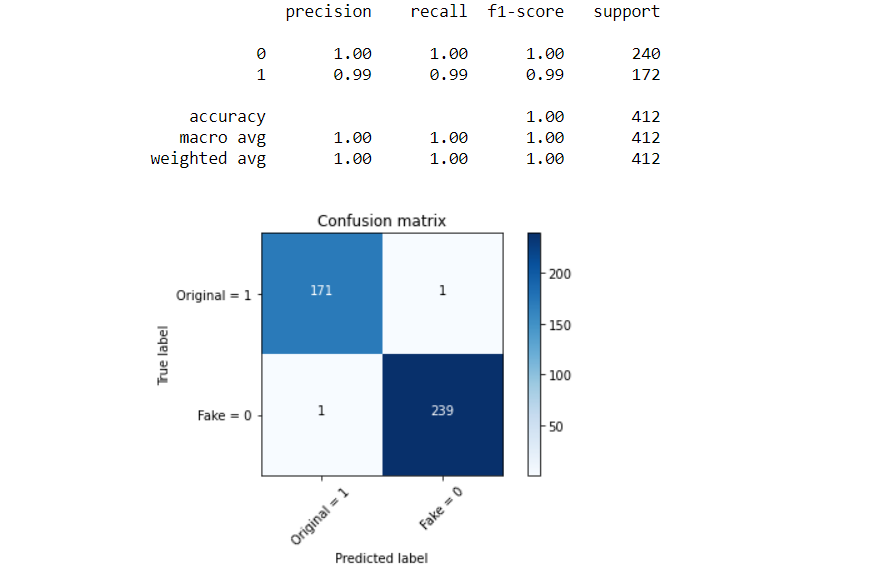 precision recall f1-score support
0 1.00 1.00 1.00 240
1 0.99 0.99 0.99 172
accuracy 1.00 412
macro avg 1.00 1.00 1.00 412
weighted avg 1.00 1.00 1.00 412
Confusion matrix
True label
Original = 1 171 1
Fake = 0 1 239
Original = 1 Fake = 0
Predicted label
200
150
100
50